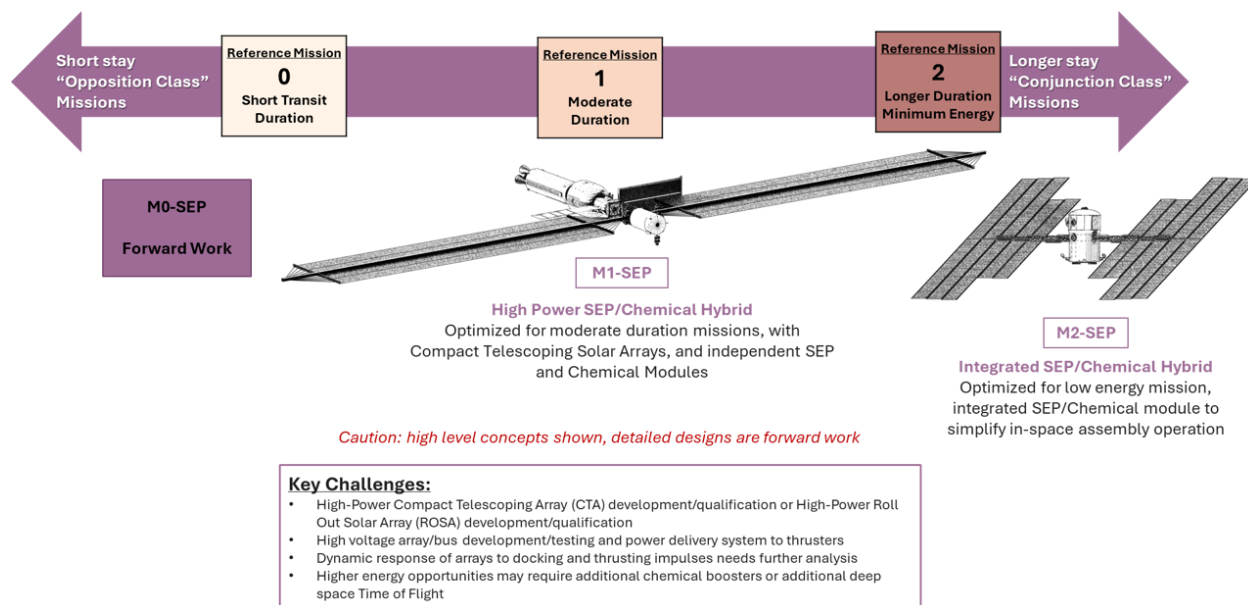 Short stay
“Opposition Class”
Missions
Reference Mission
0
Short Transit
Duration
Reference Mission
1
Moderate
Duration
Reference Mission
2
Longer Duration
Minimum Energy
Longer stay
“Conjunction Class”
Missions
M0-SEP
Forward Work
M1-SEP
High Power SEP/Chemical Hybrid
Optimized for moderate duration missions, with
Compact Telescoping Solar Arrays, and independent SEP
and Chemical Modules
M2-SEP
Integrated SEP/Chemical Hybrid
Optimized for low energy mission,
integrated SEP/Chemical module to
simplify in-space assembly operation
Caution: high level concepts shown, detailed designs are forward work
Key Challenges:
• High-Power Compact Telescoping Array (CTA) development/qualification or High-Power Roll
Out Solar Array (ROSA) development/qualification
• High voltage array/bus development/testing and power delivery system to thrusters
• Dynamic response of arrays to docking and thrusting impulses needs further analysis
• Higher energy opportunities may require additional chemical boosters or additional deep
space Time of Flight